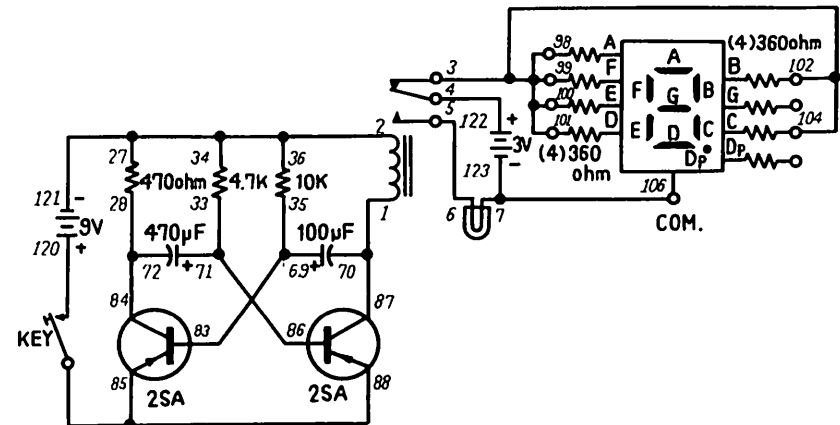 98 A (4)360ohm
3 99 F A B 102
4 100 E F B G
5 101 D G C 104
122 + E C
2 3V (4)360 D
27 34 36 123 - ohm Dp Dp
470ohm 4.7K 10K 106
121 - 28 33 35 1 6 7 COM.
9V 470µF 100µF
120 + 72 + 71 69 + 70
84 87
KEY 83 86
85 88
2SA 2SA